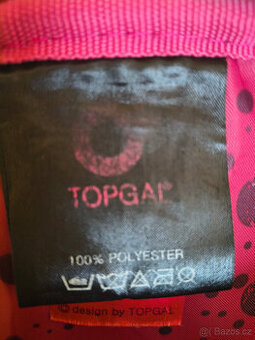 TOPGAL®
100% POLYESTER
© design by TOPGAL
Bazos.cz